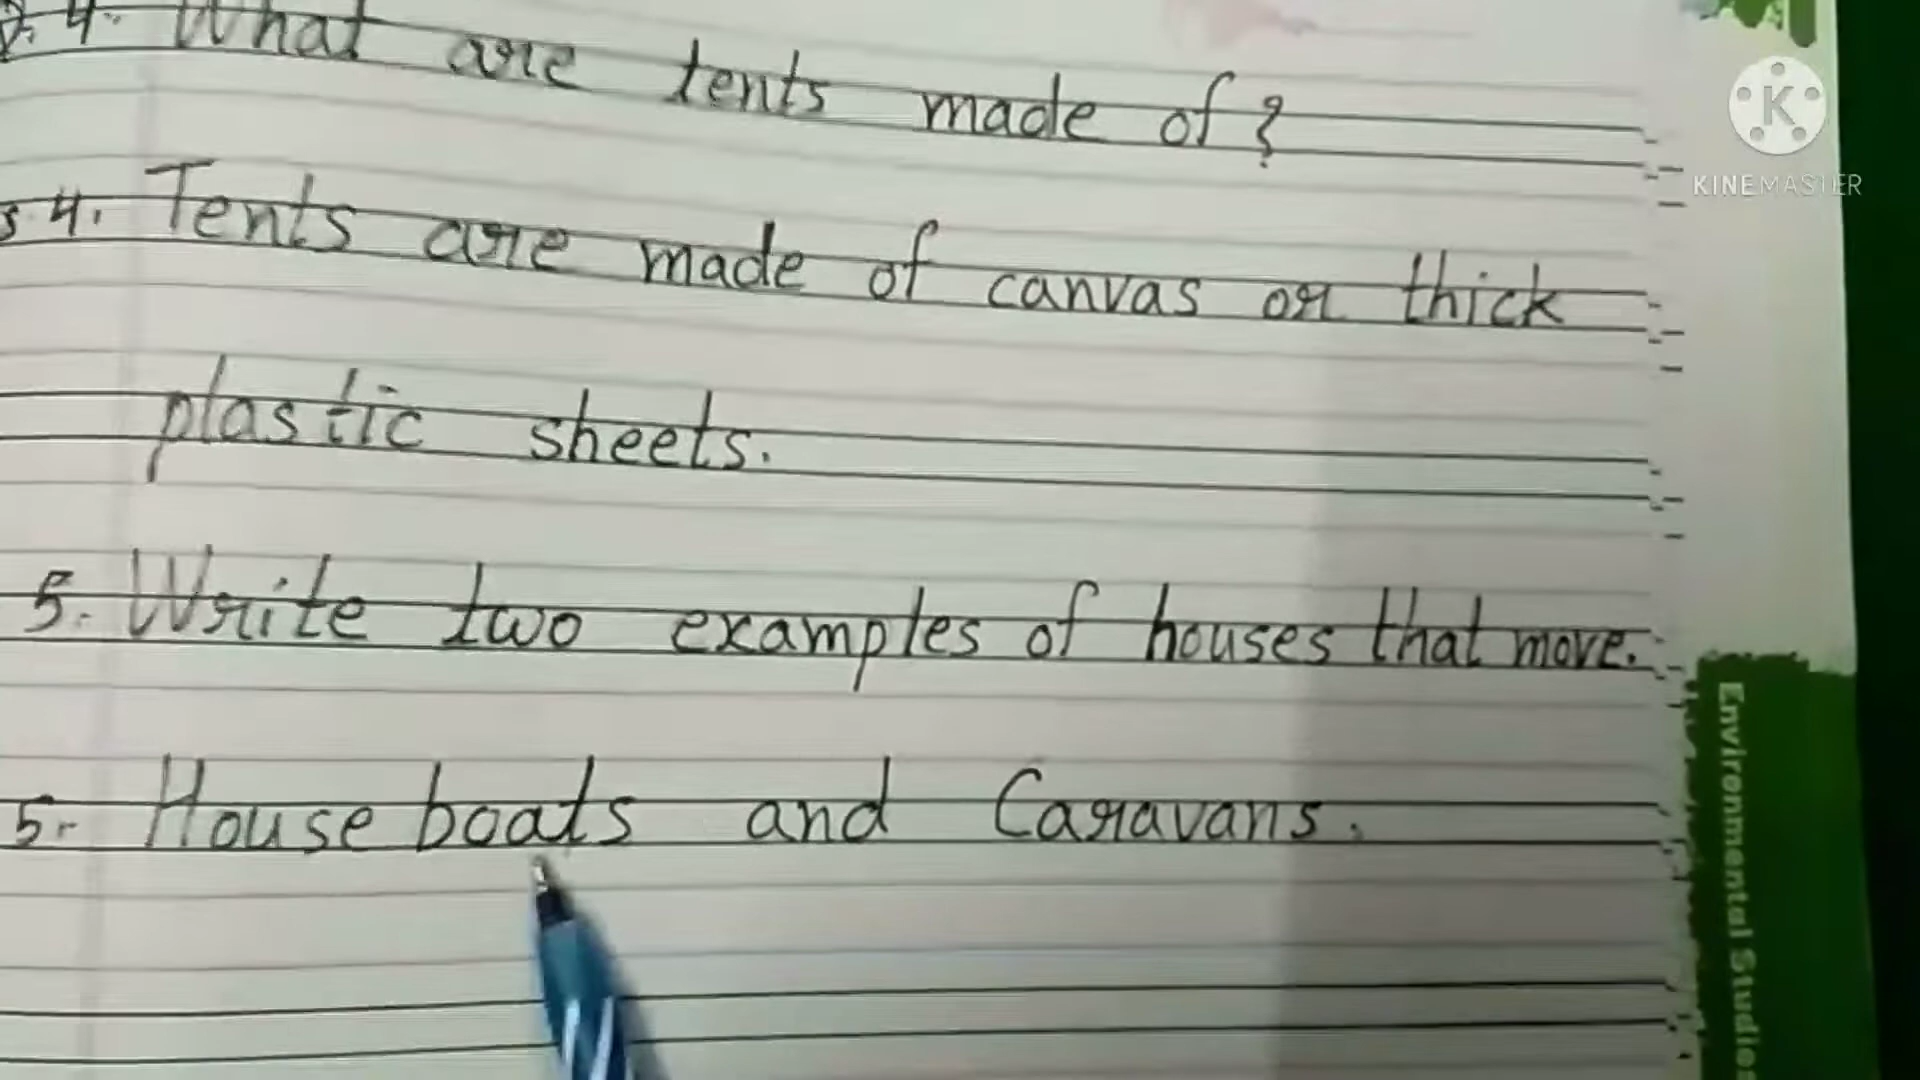 Q.4. What are tents made of?
s 4. Tents are made of canvas or thick
plastic sheets.
5. Write two examples of houses that move.
5. House boats and Caravans.
KINEMASTER
Environmental Studies